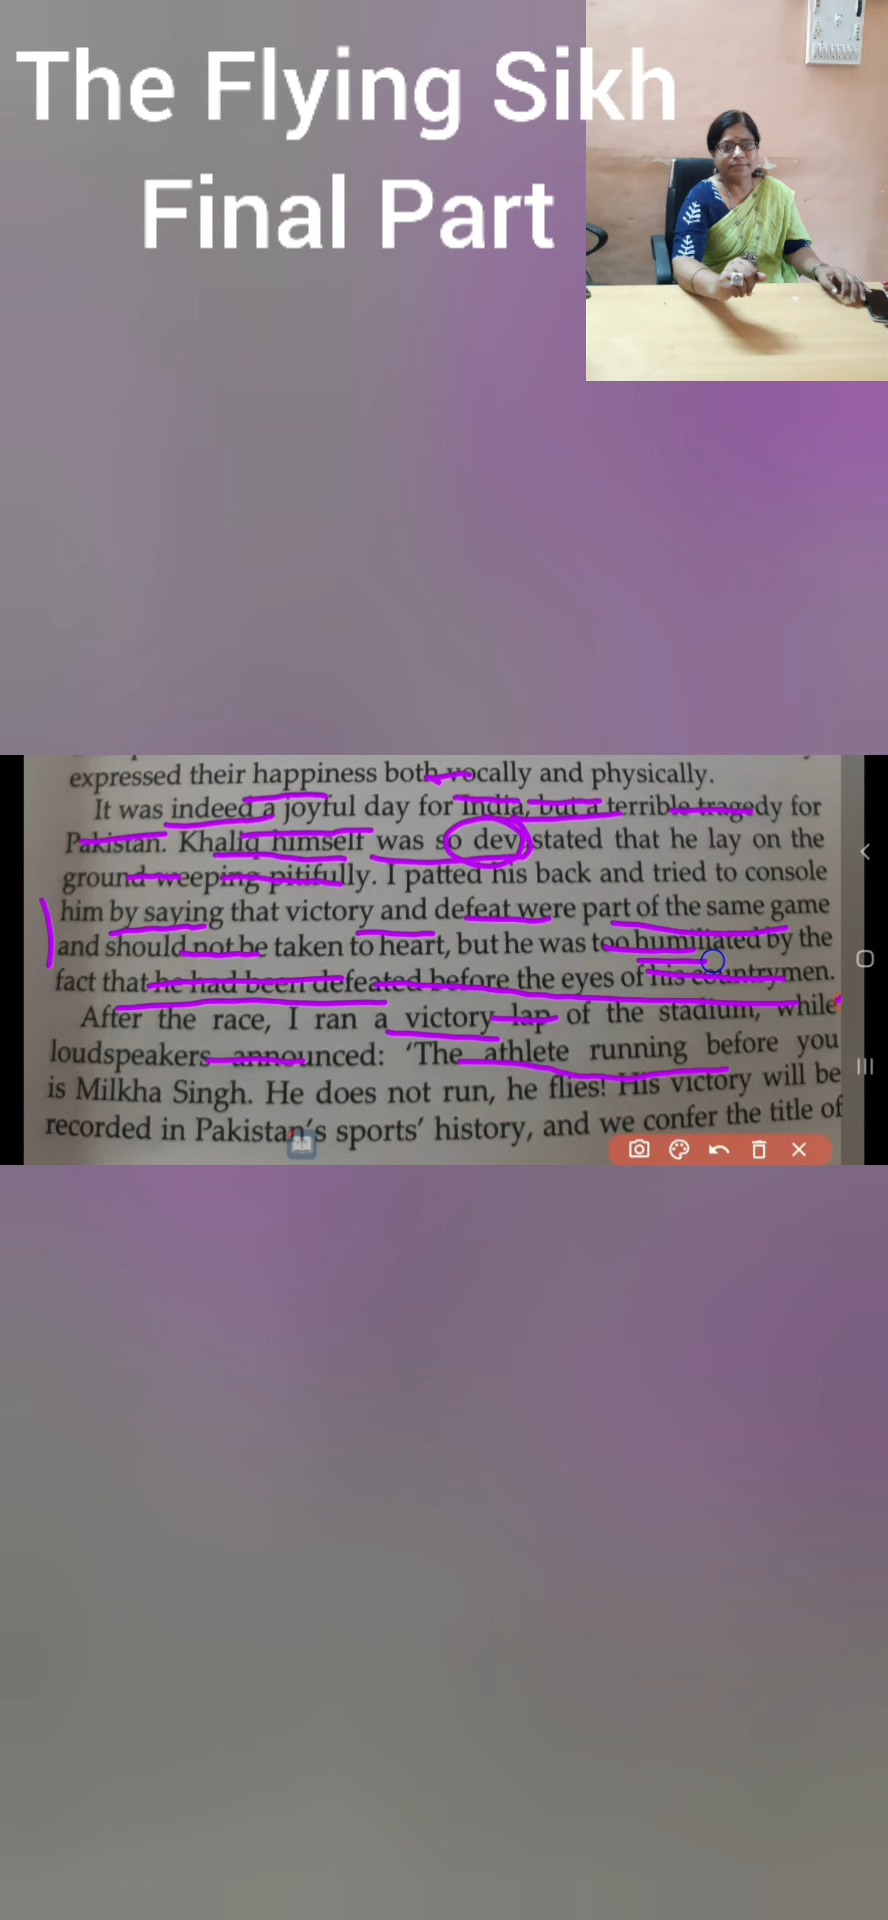 The Flying Sikh
Final Part
expressed their happiness both vocally and physically.
It was indeed a joyful day for India, but a terrible tragedy for
Pakistan. Khaliq himself was so devastated that he lay on the
ground weeping pitifully. I patted his back and tried to console
him by saying that victory and defeat were part of the same game
and should not be taken to heart, but he was too humiliated by the
fact that he had been defeated before the eyes of his countrymen.
After the race, I ran a victory lap of the stadium, while
loudspeakers announced: 'The athlete running before you
is Milkha Singh. He does not run, he flies! His victory will be
recorded in Pakistan's sports' history, and we confer the title of